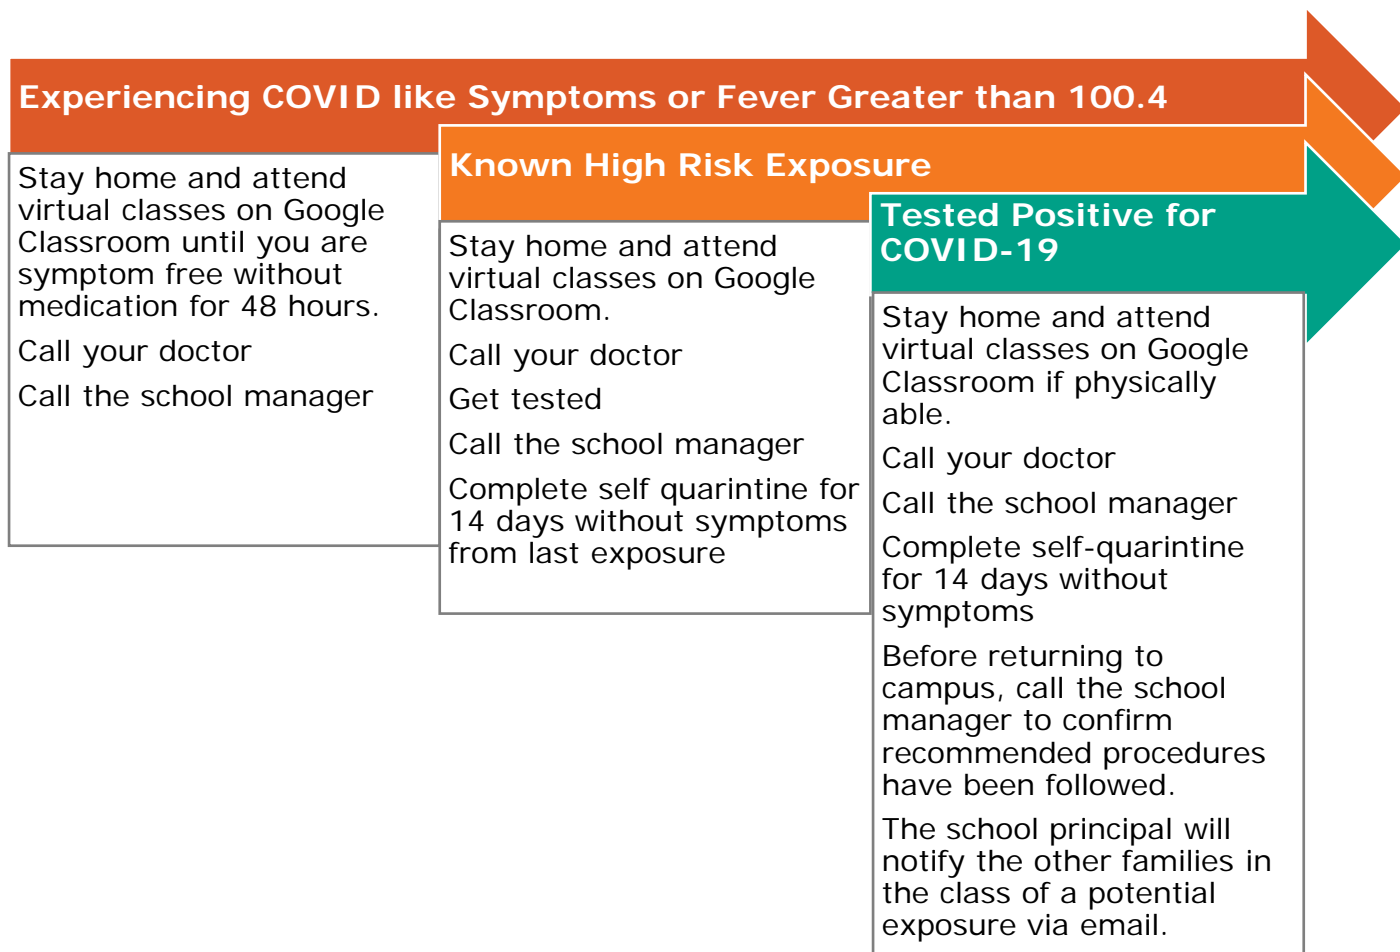 Experiencing COVID like Symptoms or Fever Greater than 100.4
Stay home and attend
virtual classes on Google
Classroom until you are
symptom free without
medication for 48 hours.
Call your doctor
Call the school manager
Known High Risk Exposure
Stay home and attend
virtual classes on Google
Classroom.
Call your doctor
Get tested
Call the school manager
Complete self quarintine for
14 days without symptoms
from last exposure
Tested Positive for
COVID-19
Stay home and attend
virtual classes on Google
Classroom if physically
able.
Call your doctor
Call the school manager
Complete self-quarintine
for 14 days without
symptoms
Before returning to
campus, call the school
manager to confirm
recommended procedures
have been followed.
The school principal will
notify the other families in
the class of a potential
exposure via email.